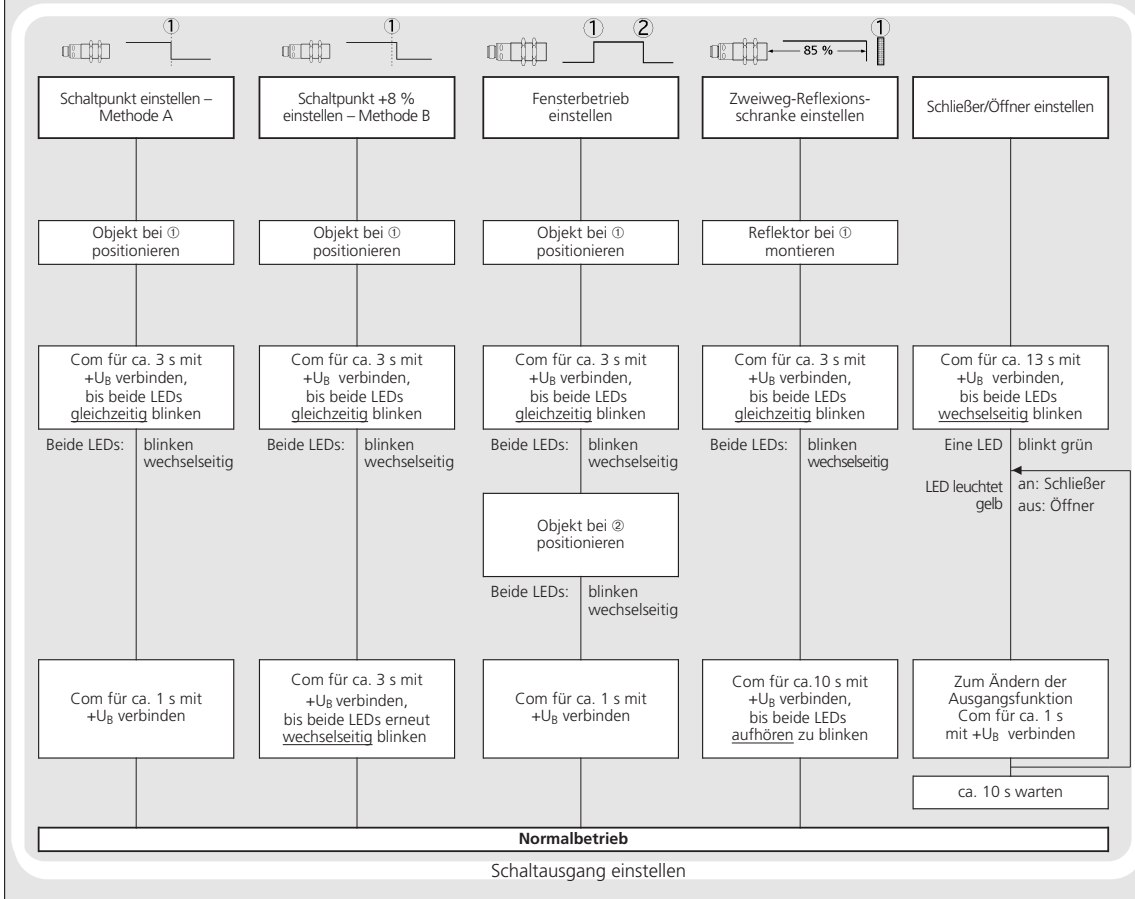 ①
①
①
②
85 %
①
Schaltpunkt einstellen –
Methode A
Schaltpunkt +8 %
einstellen – Methode B
Fensterbetrieb
einstellen
Zweiweg-Reflexions-
schranke einstellen
Schließer/Öffner einstellen
Objekt bei ①
positionieren
Objekt bei ①
positionieren
Objekt bei ①
positionieren
Reflektor bei ①
montieren
Com für ca. 3 s mit
+UB verbinden,
bis beide LEDs
gleichzeitig blinken
Com für ca. 3 s mit
+UB verbinden,
bis beide LEDs
gleichzeitig blinken
Com für ca. 3 s mit
+UB verbinden,
bis beide LEDs
gleichzeitig blinken
Com für ca. 3 s mit
+UB verbinden,
bis beide LEDs
gleichzeitig blinken
Com für ca. 13 s mit
+UB verbinden,
bis beide LEDs
wechselseitig blinken
Beide LEDs: blinken
wechselseitig
Beide LEDs: blinken
wechselseitig
Beide LEDs: blinken
wechselseitig
Beide LEDs: blinken
wechselseitig
Eine LED blinkt grün
LED leuchtet
gelb
an: Schließer
aus: Öffner
Objekt bei ②
positionieren
Beide LEDs: blinken
wechselseitig
Com für ca. 1 s mit
+UB verbinden
Com für ca. 3 s mit
+UB verbinden,
bis beide LEDs erneut
wechselseitig blinken
Com für ca. 1 s mit
+UB verbinden
Com für ca.10 s mit
+UB verbinden,
bis beide LEDs
aufhören zu blinken
Zum Ändern der
Ausgangsfunktion
Com für ca. 1 s
mit +UB verbinden
ca. 10 s warten
Normalbetrieb
Schaltausgang einstellen